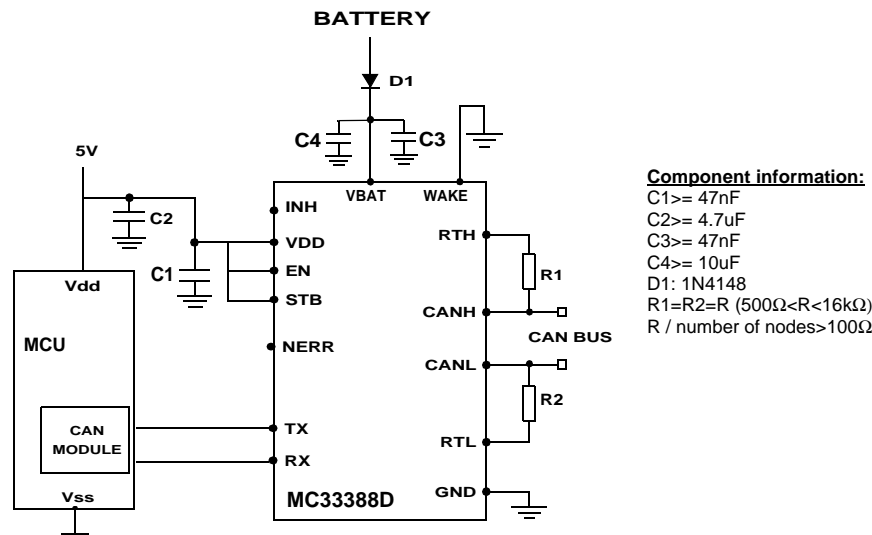 BATTERY
D1
C4
C3
5V
C2
C1
VBAT
WAKE
INH
VDD
EN
STB
NERR
TX
RX
RTH
CANH
CANL
RTL
GND
MC33388D
R1
CAN BUS
R2
Vdd
MCU
CAN
MODULE
Vss
Component information:
C1>= 47nF
C2>= 4.7uF
C3>= 47nF
C4>= 10uF
D1: 1N4148
R1=R2=R (500Ω<R<16kΩ)
R / number of nodes>100Ω